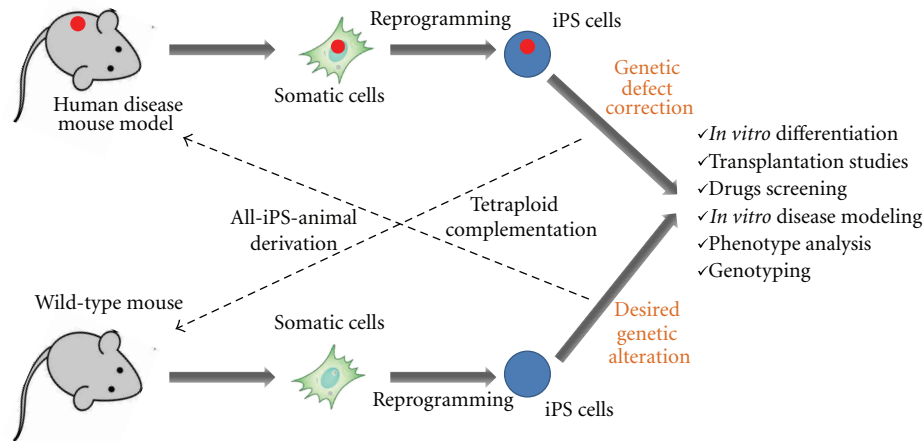 Reprogramming
iPS cells
Somatic cells
Human disease
mouse model
Genetic
defect
correction
✓In vitro differentiation
✓Transplantation studies
✓Drugs screening
✓In vitro disease modeling
✓Phenotype analysis
✓Genotyping
All-iPS-animal
derivation
Tetraploid
complementation
Wild-type mouse
Somatic cells
Desired
genetic
alteration
Reprogramming
iPS cells